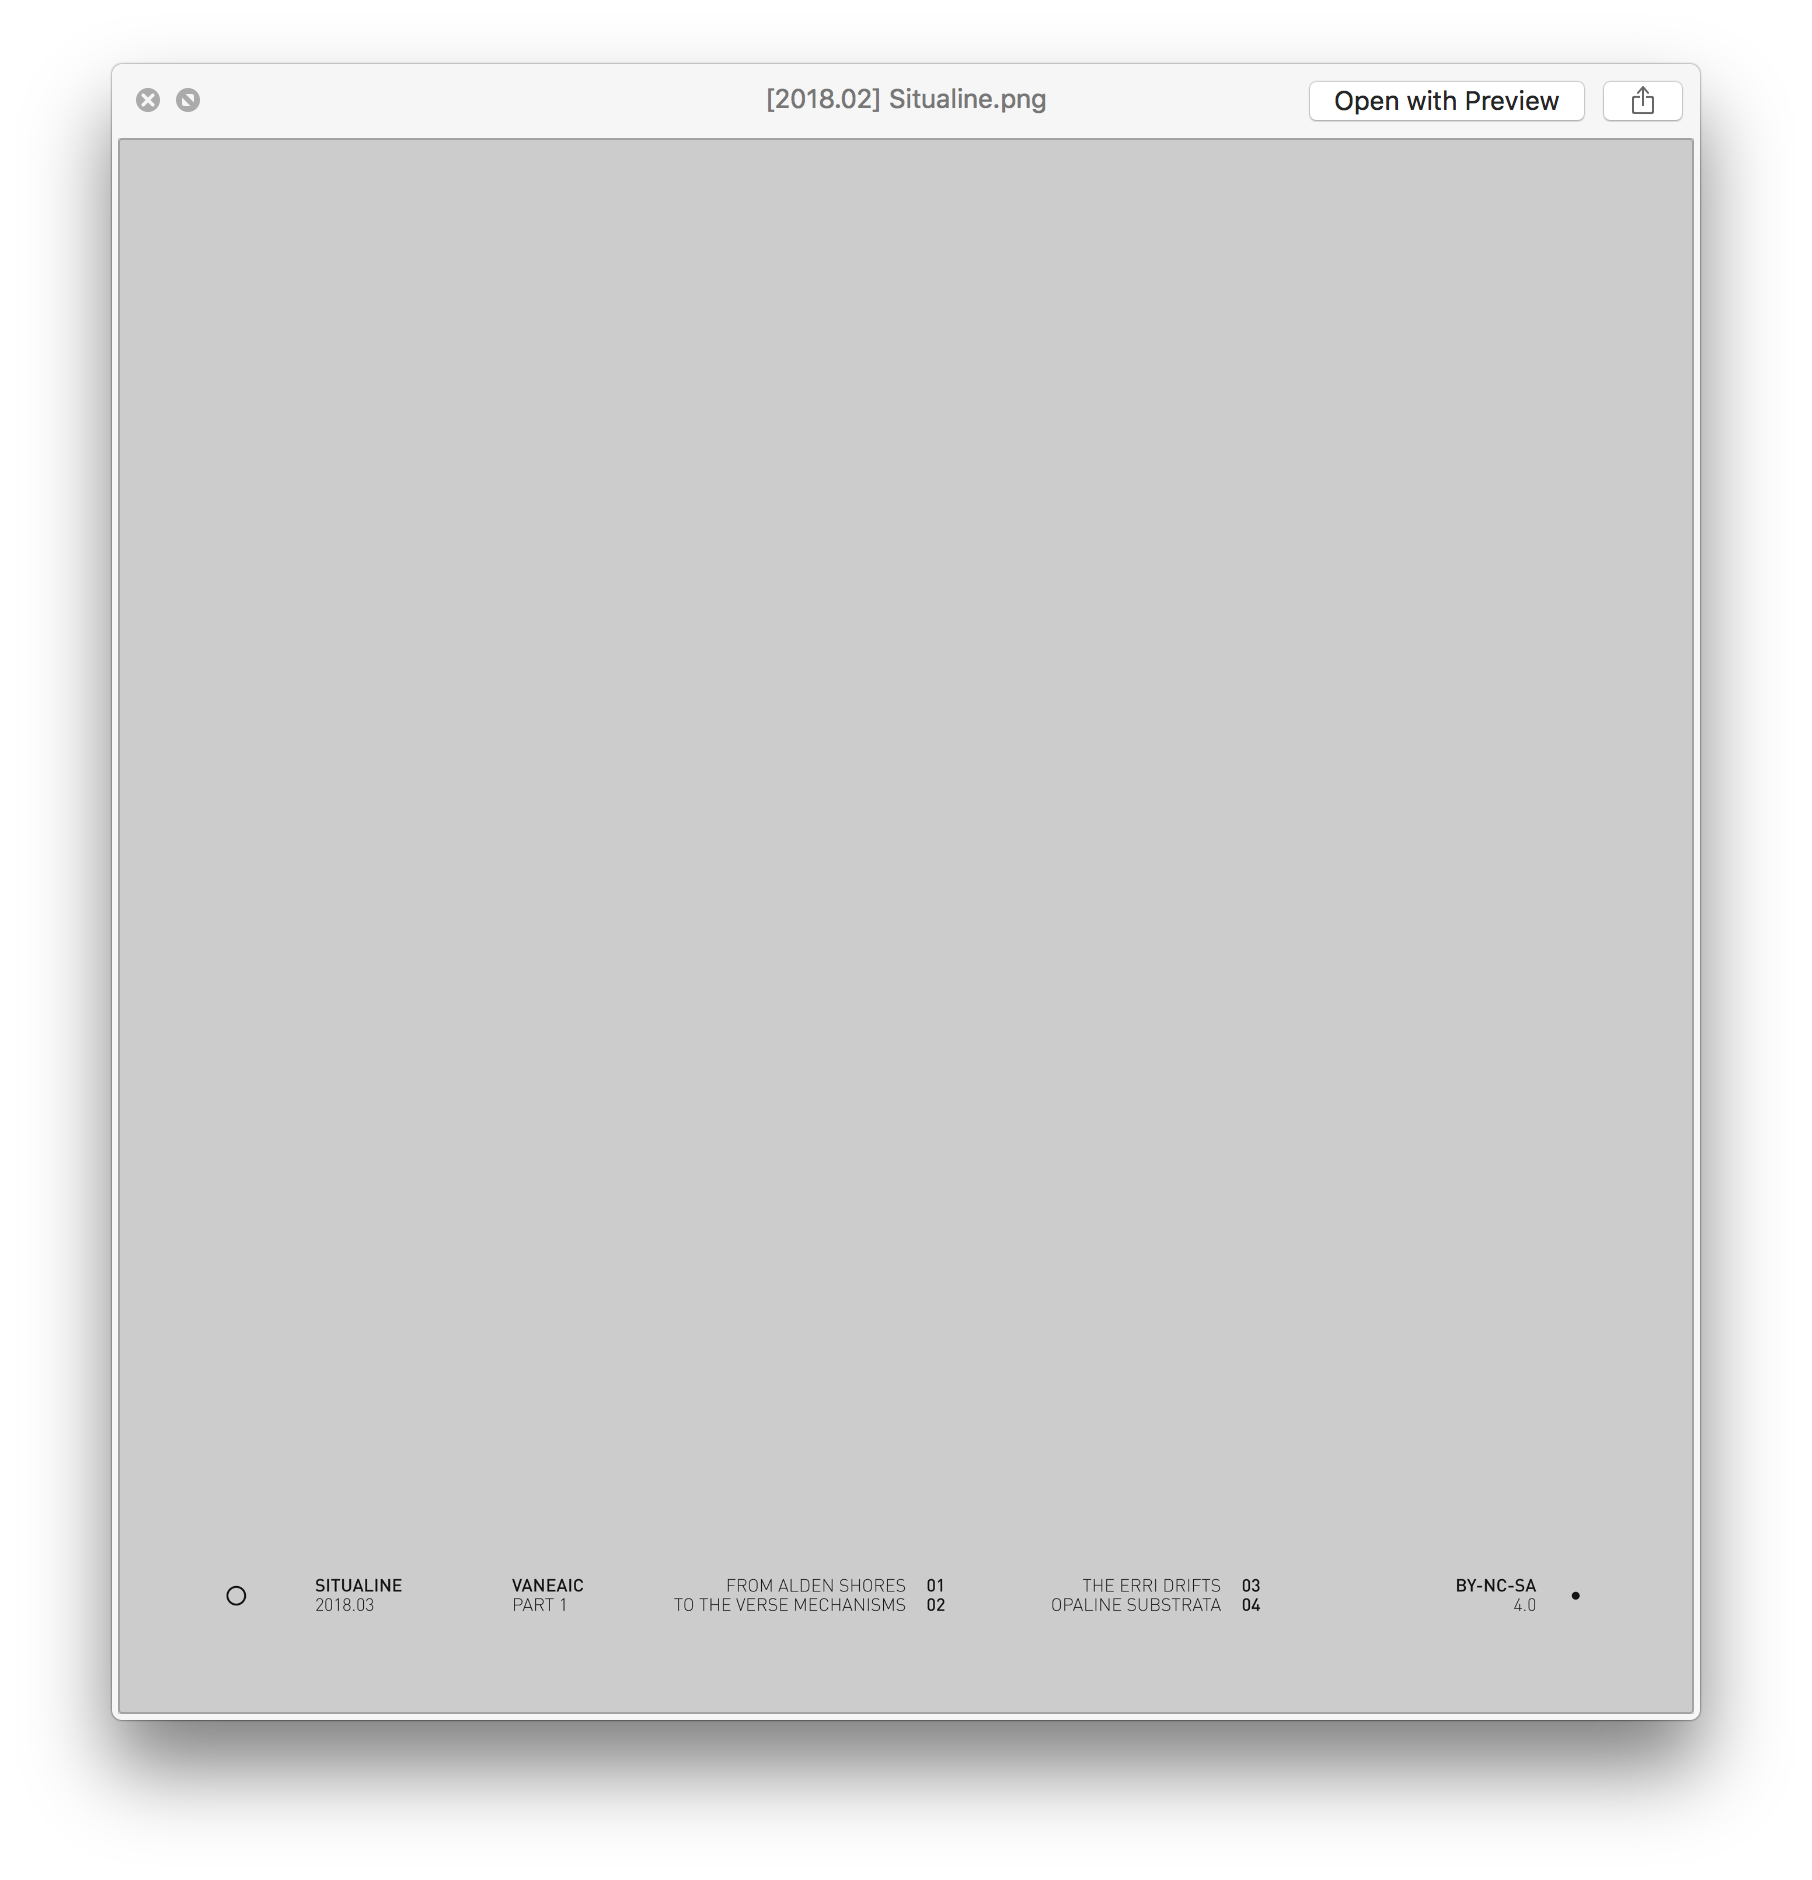 [2018.02] Situaline.png
Open with Preview
SITUALINE
2018.03
VANEAIC
PART 1
FROM ALDEN SHORES 01
TO THE VERSE MECHANISMS 02
THE ERRI DRIFTS 03
OPALINE SUBSTRATA 04
BY-NC-SA
4.0